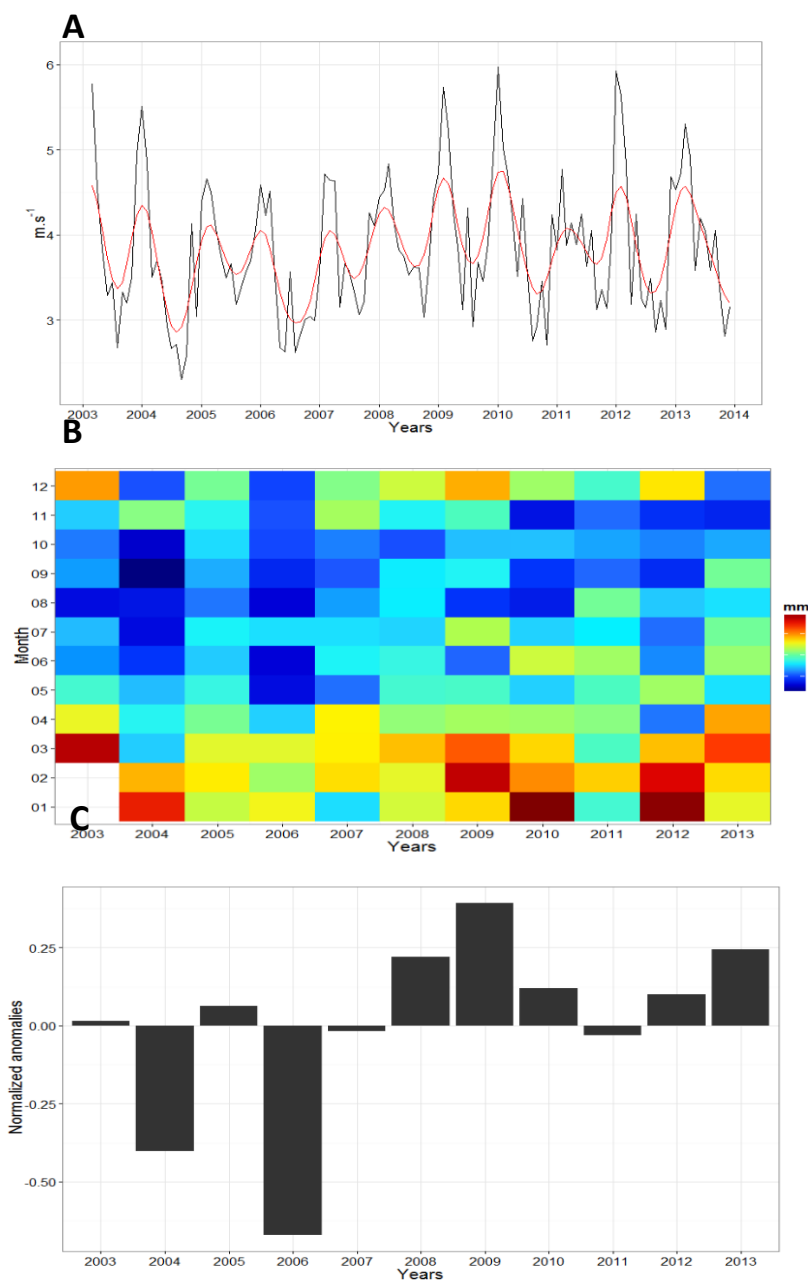 A
6
5
4
3
m.s⁻¹
2003 2004 2005 2006 2007 2008 2009 2010 2011 2012 2013 2014
Years
B
12
11
10
09
08
07
06
05
04
03
02
01
Month
mm
2003 2004 2005 2006 2007 2008 2009 2010 2011 2012 2013
Years
C
0.25
0.00
-0.25
-0.50
Normalized anomalies
2003 2004 2005 2006 2007 2008 2009 2010 2011 2012 2013
Years